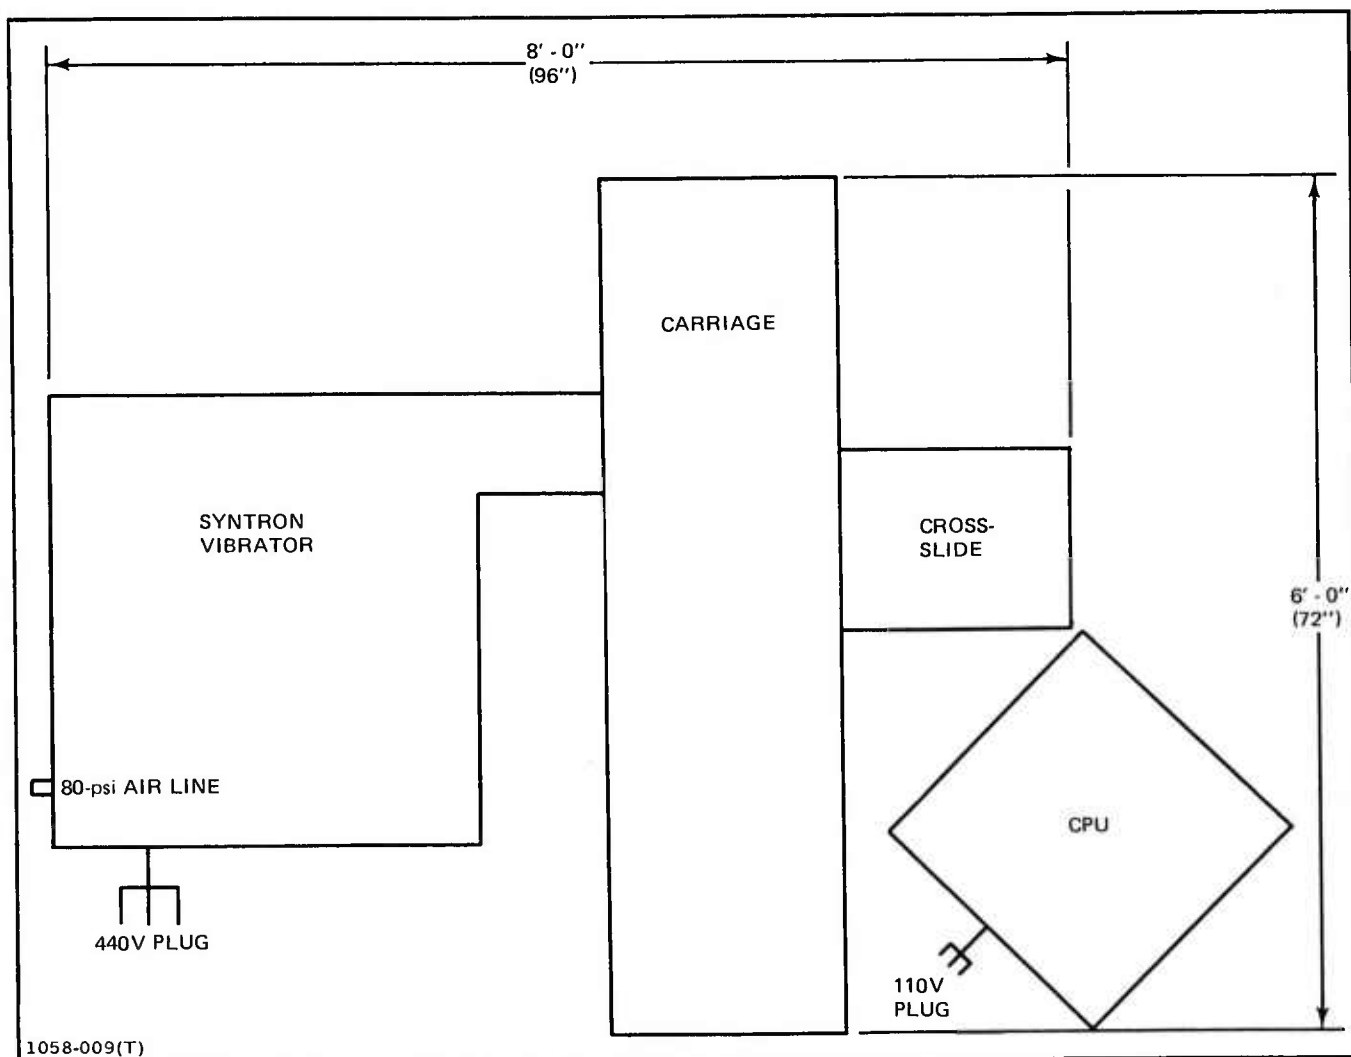 8' - 0"
(96")
CARRIAGE
SYNTRON
VIBRATOR
CROSS-
SLIDE
6' - 0"
(72")
80-psi AIR LINE
CPU
440V PLUG
110V
PLUG
1058-009(T)